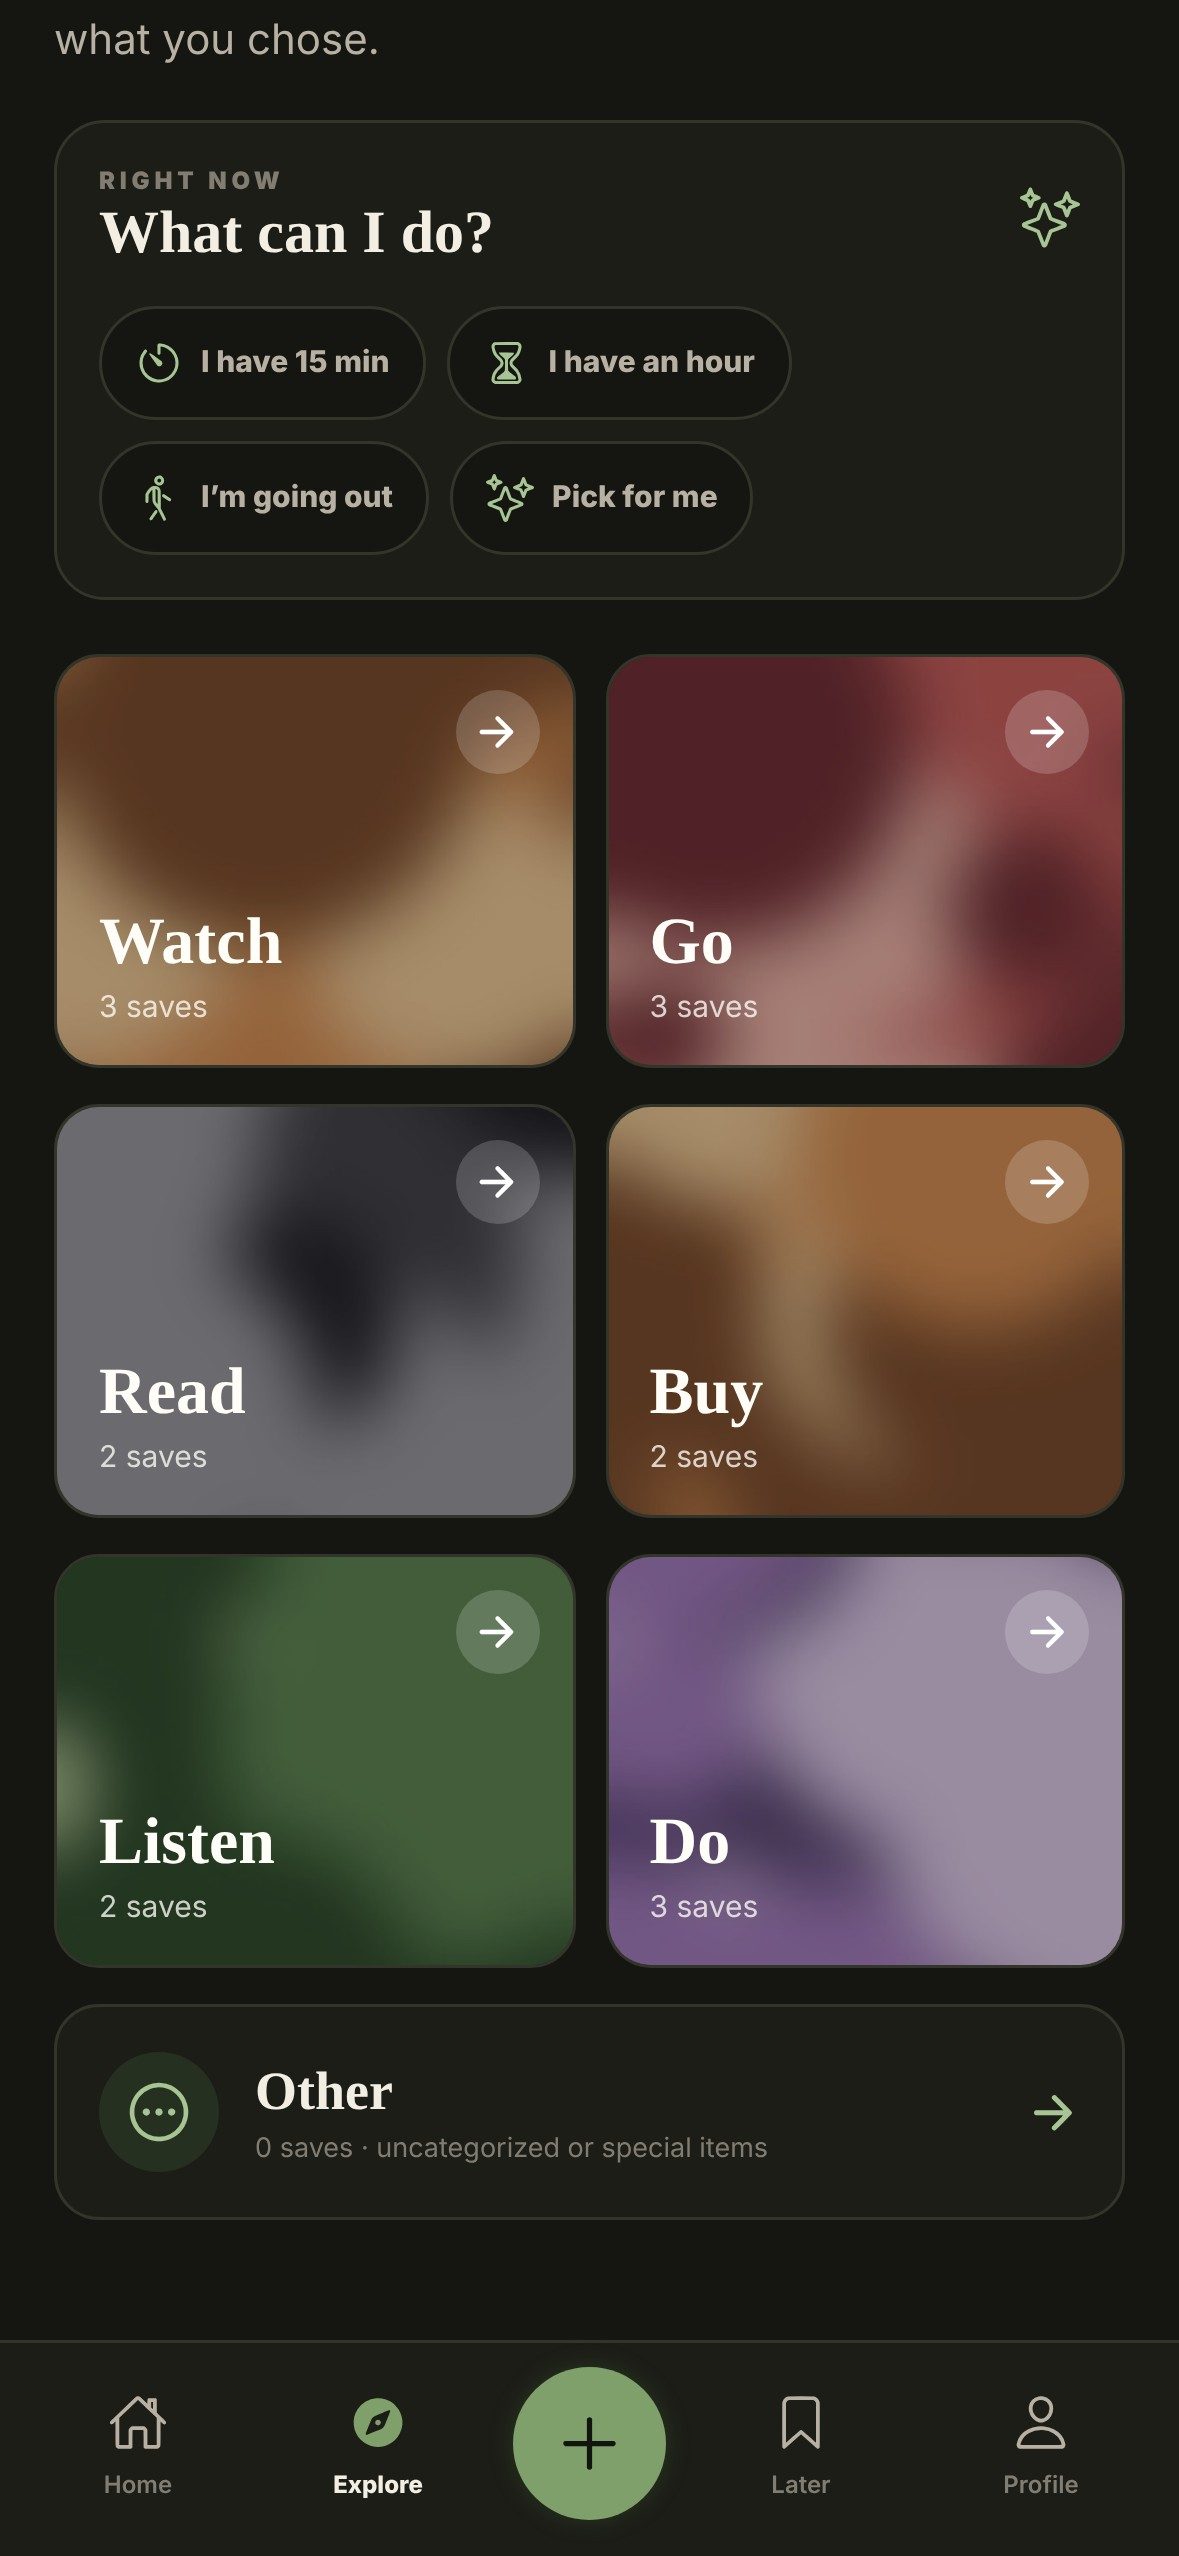 what you chose.
RIGHT NOW
What can I do?
I have 15 min
I have an hour
I’m going out
Pick for me
Watch
3 saves
Go
3 saves
Read
2 saves
Buy
2 saves
Listen
2 saves
Do
3 saves
Other
0 saves · uncategorized or special items
Home
Explore
Later
Profile